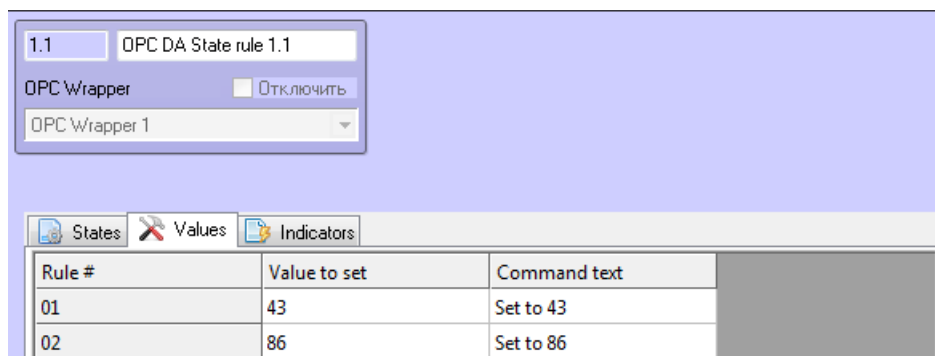 1.1 OPC DA State rule 1.1
OPC Wrapper Отключить
OPC Wrapper 1
States Values Indicators
Rule # Value to set Command text
01 43 Set to 43
02 86 Set to 86